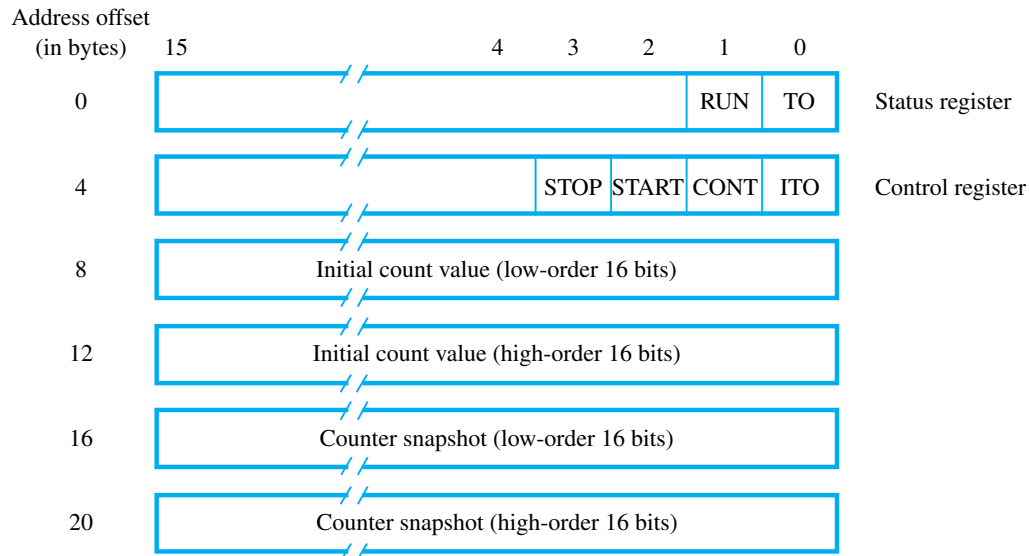 Address offset
(in bytes) 15 4 3 2 1 0
0 RUN TO Status register
4 STOP START CONT ITO Control register
8 Initial count value (low-order 16 bits)
12 Initial count value (high-order 16 bits)
16 Counter snapshot (low-order 16 bits)
20 Counter snapshot (high-order 16 bits)